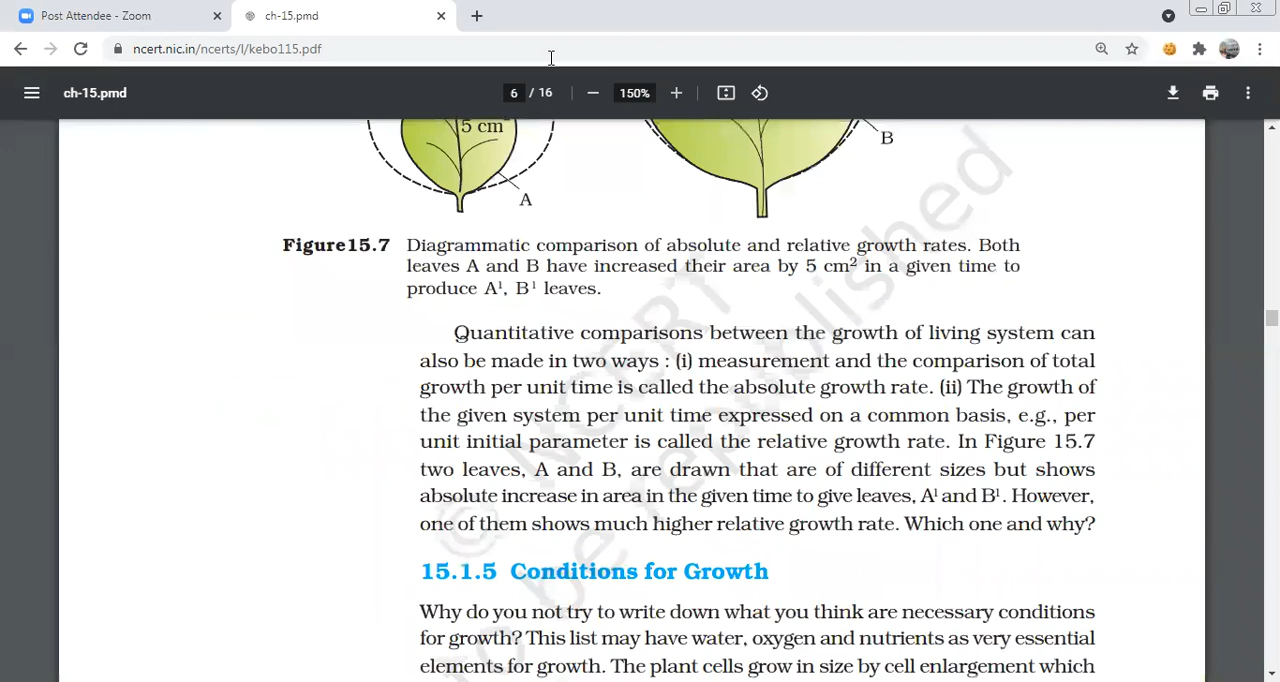 Post Attendee - Zoom
ch-15.pmd
ncert.nic.in/ncerts/l/kebo115.pdf
ch-15.pmd
6 / 16
150%
5 cm²
A
B
Figure15.7 Diagrammatic comparison of absolute and relative growth rates. Both
leaves A and B have increased their area by 5 cm² in a given time to
produce A¹, B¹ leaves.
Quantitative comparisons between the growth of living system can
also be made in two ways : (i) measurement and the comparison of total
growth per unit time is called the absolute growth rate. (ii) The growth of
the given system per unit time expressed on a common basis, e.g., per
unit initial parameter is called the relative growth rate. In Figure 15.7
two leaves, A and B, are drawn that are of different sizes but shows
absolute increase in area in the given time to give leaves, A¹ and B¹. However,
one of them shows much higher relative growth rate. Which one and why?
15.1.5 Conditions for Growth
Why do you not try to write down what you think are necessary conditions
for growth? This list may have water, oxygen and nutrients as very essential
elements for growth. The plant cells grow in size by cell enlargement which
© NCERT
be republished
to